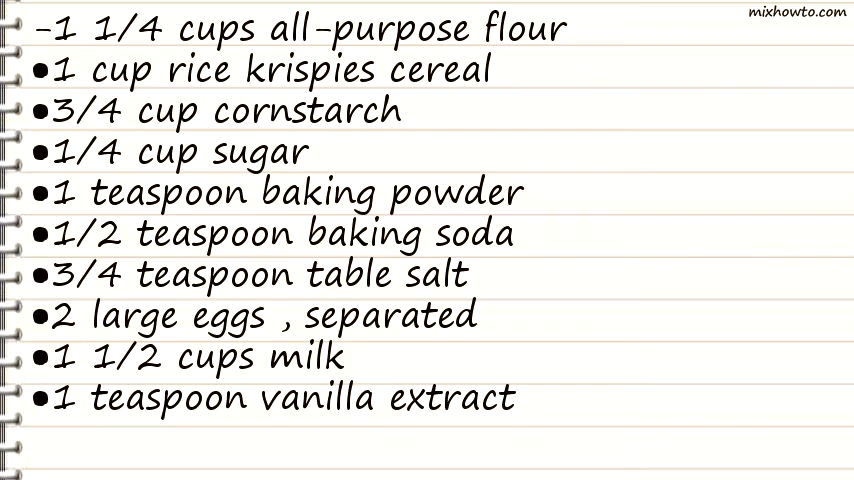 mixhowto.com
-1 1/4 cups all-purpose flour
●1 cup rice krispies cereal
●3/4 cup cornstarch
●1/4 cup sugar
●1 teaspoon baking powder
●1/2 teaspoon baking soda
●3/4 teaspoon table salt
●2 large eggs , separated
●1 1/2 cups milk
●1 teaspoon vanilla extract